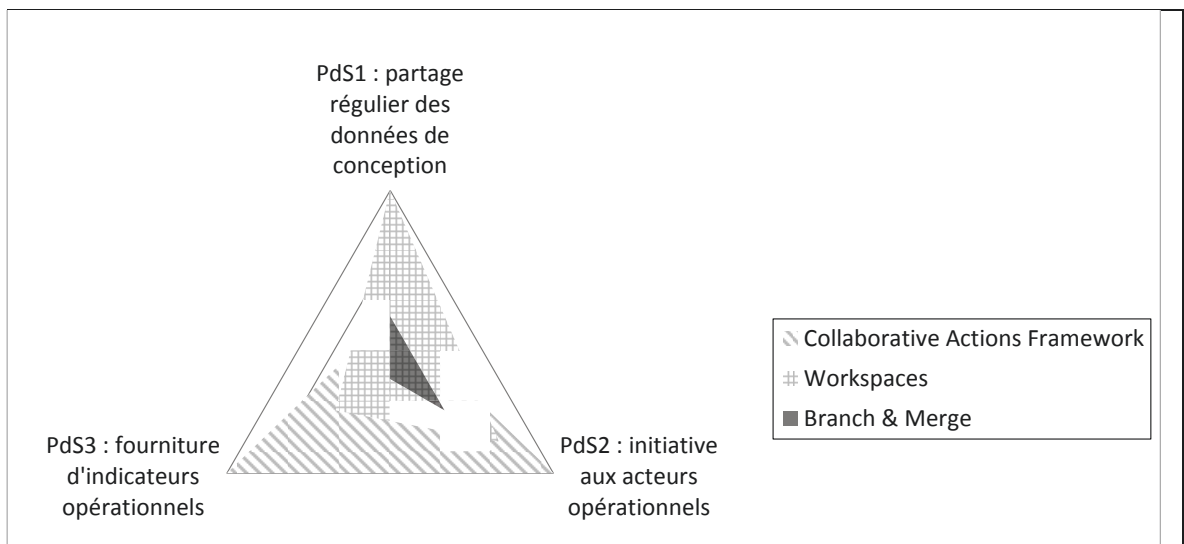 PdS1 : partage
régulier des
données de
conception
PdS3 : fourniture
d'indicateurs
opérationnels
PdS2 : initiative
aux acteurs
opérationnels
Collaborative Actions Framework
Workspaces
Branch & Merge